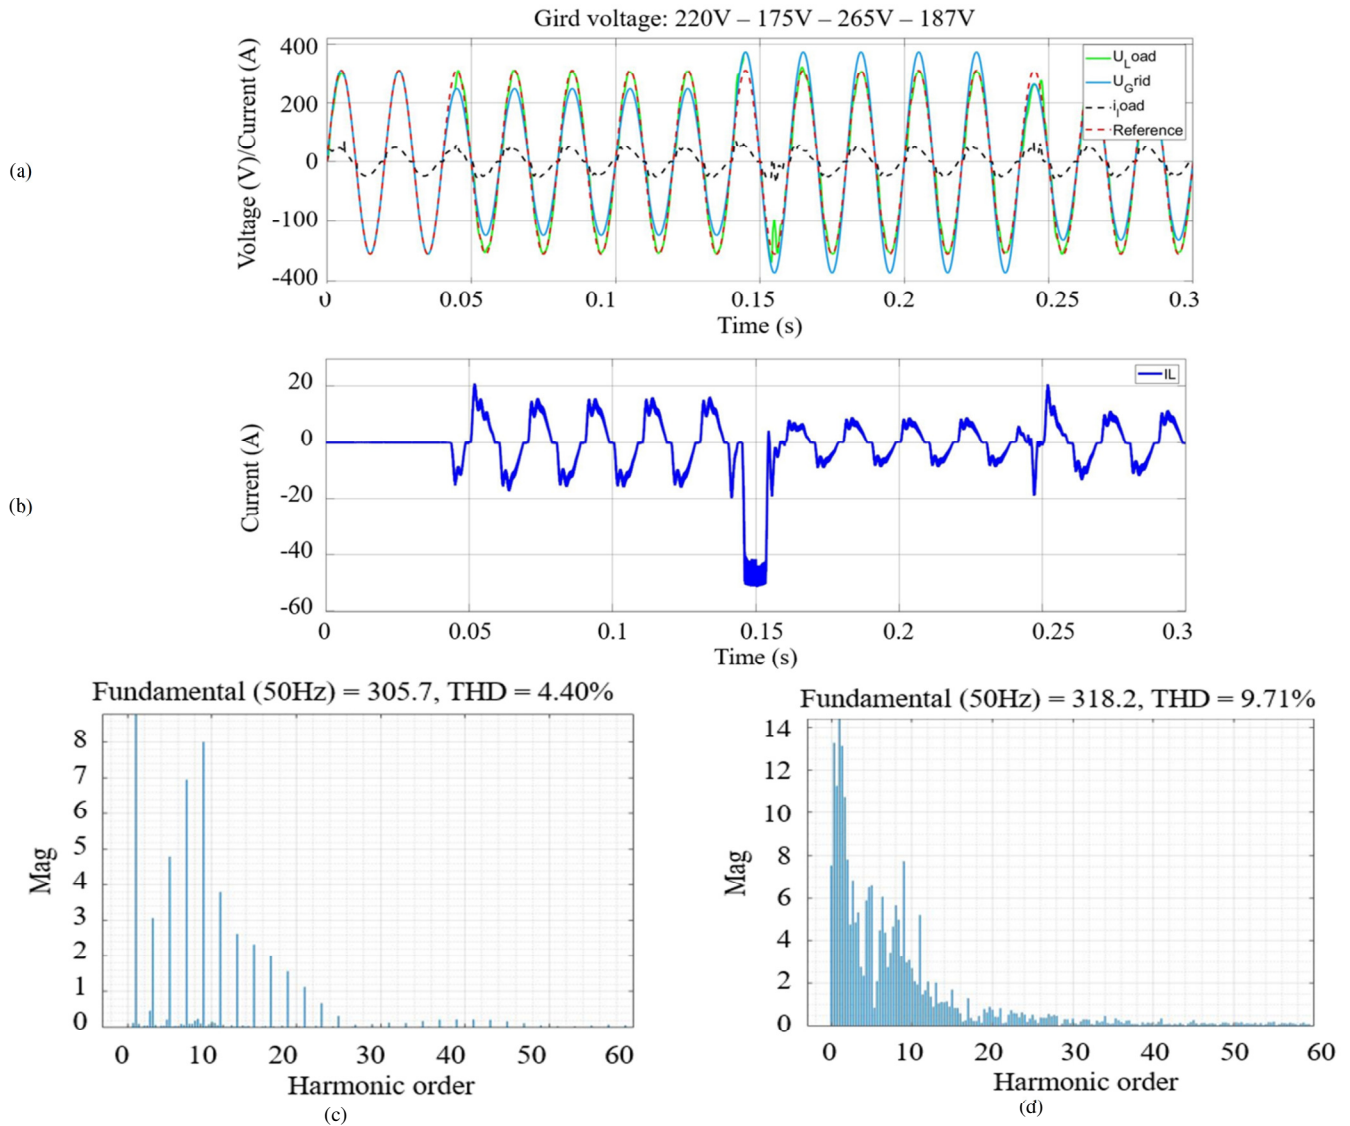 Gird voltage: 220V – 175V – 265V – 187V
(a)
Voltage (V)/Current (A)
400
200
0
-100
-400
U_Load
U_Grid
i_load
Reference
0 0.05 0.1 0.15 0.2 0.25 0.3
Time (s)
(b)
Current (A)
20
0
-20
-40
-60
IL
0 0.05 0.1 0.15 0.2 0.25 0.3
Time (s)
Fundamental (50Hz) = 305.7, THD = 4.40%
Mag
8
7
6
5
4
3
2
1
0
0 10 20 30 40 50 60
Harmonic order
(c)
Fundamental (50Hz) = 318.2, THD = 9.71%
Mag
14
12
10
8
6
4
2
0
0 10 20 30 40 50 60
Harmonic order
(d)